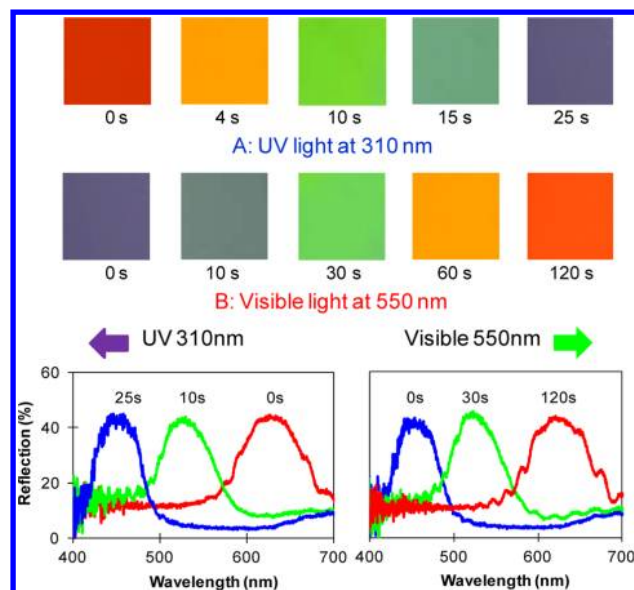 0 s 4 s 10 s 15 s 25 s
A: UV light at 310 nm
0 s 10 s 30 s 60 s 120 s
B: Visible light at 550 nm
UV 310nm Visible 550nm
60
40
20
0
Reflection (%)
25s 10s 0s
0s 30s 120s
400 500 600 700
400 500 600 700
Wavelength (nm) Wavelength (nm)